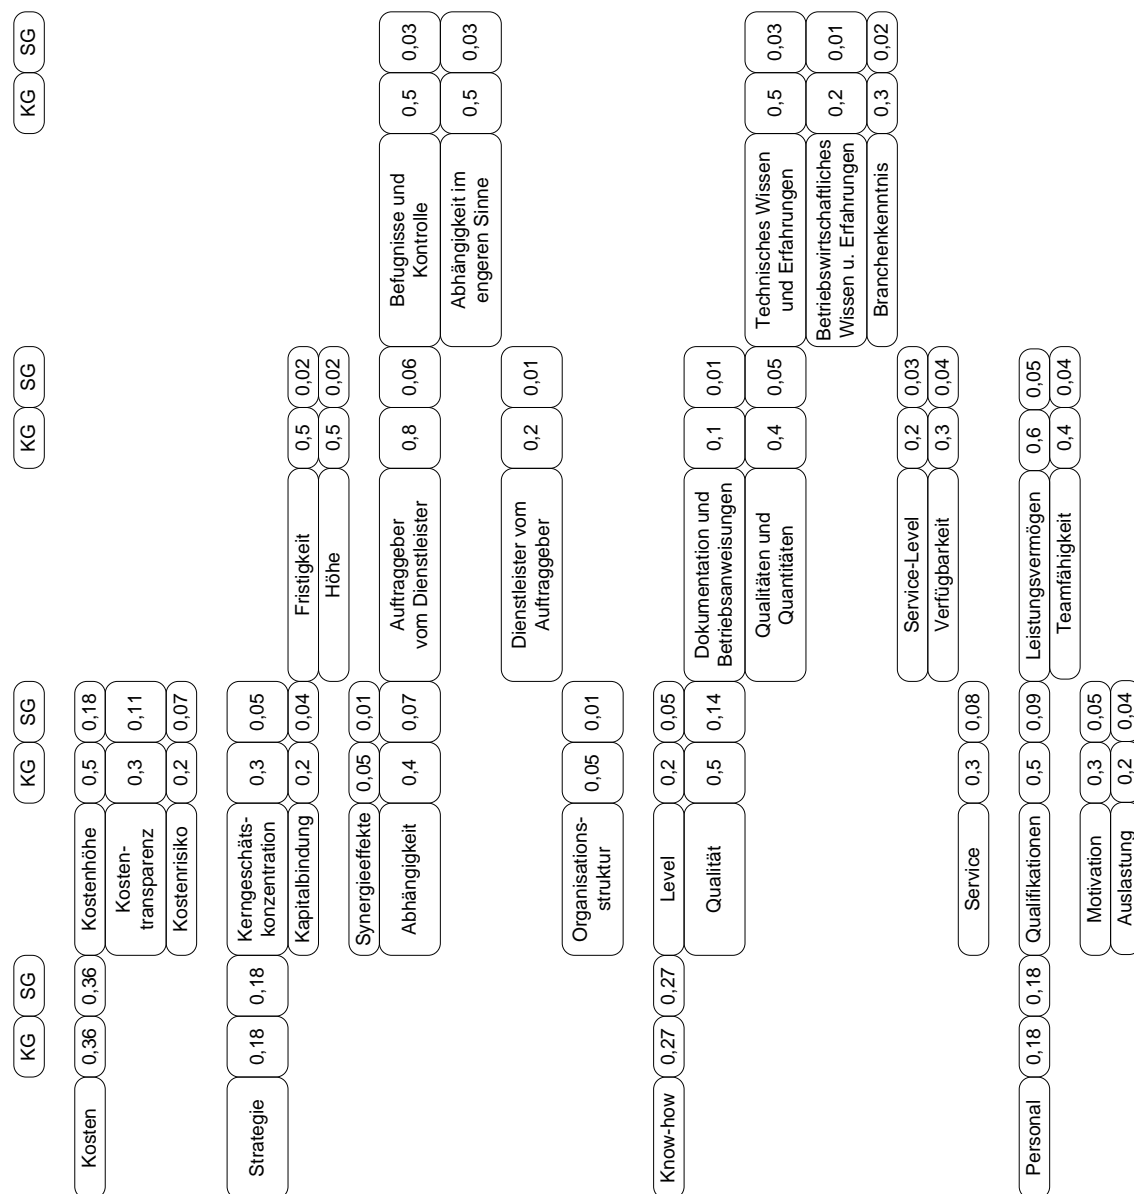 KG SG KG SG KG SG KG SG
Kosten 0,36 0,36 Kostenhöhe 0,5 0,18
Kosten-
transparenz 0,3 0,11
Kostenrisiko 0,2 0,07
Strategie 0,18 0,18 Kerngeschäts-
konzentration 0,3 0,05
Kapitalbindung 0,2 0,04 Fristigkeit 0,5 0,02
Höhe 0,5 0,02
Synergieeffekte 0,05 0,01
Abhängigkeit 0,4 0,07 Auftraggeber
vom Dienstleister 0,8 0,06 Befugnisse und
Kontrolle 0,5 0,03
Abhängigkeit im
engeren Sinne 0,5 0,03
Dienstleister vom
Auftraggeber 0,2 0,01
Organisations-
struktur 0,05 0,01
Know-how 0,27 0,27 Level 0,2 0,05
Qualität 0,5 0,14 Dokumentation und
Betriebsanweisungen 0,1 0,01
Qualitäten und
Quantitäten 0,4 0,05 Technisches Wissen
und Erfahrungen 0,5 0,03
Betriebswirtschaftliches
Wissen u. Erfahrungen 0,2 0,01
Branchenkenntnis 0,3 0,02
Service-Level 0,2 0,03
Verfügbarkeit 0,3 0,04
Service 0,3 0,08
Personal 0,18 0,18 Qualifikationen 0,5 0,09 Leistungsvermögen 0,6 0,05
Teamfähigkeit 0,4 0,04
Motivation 0,3 0,05
Auslastung 0,2 0,04